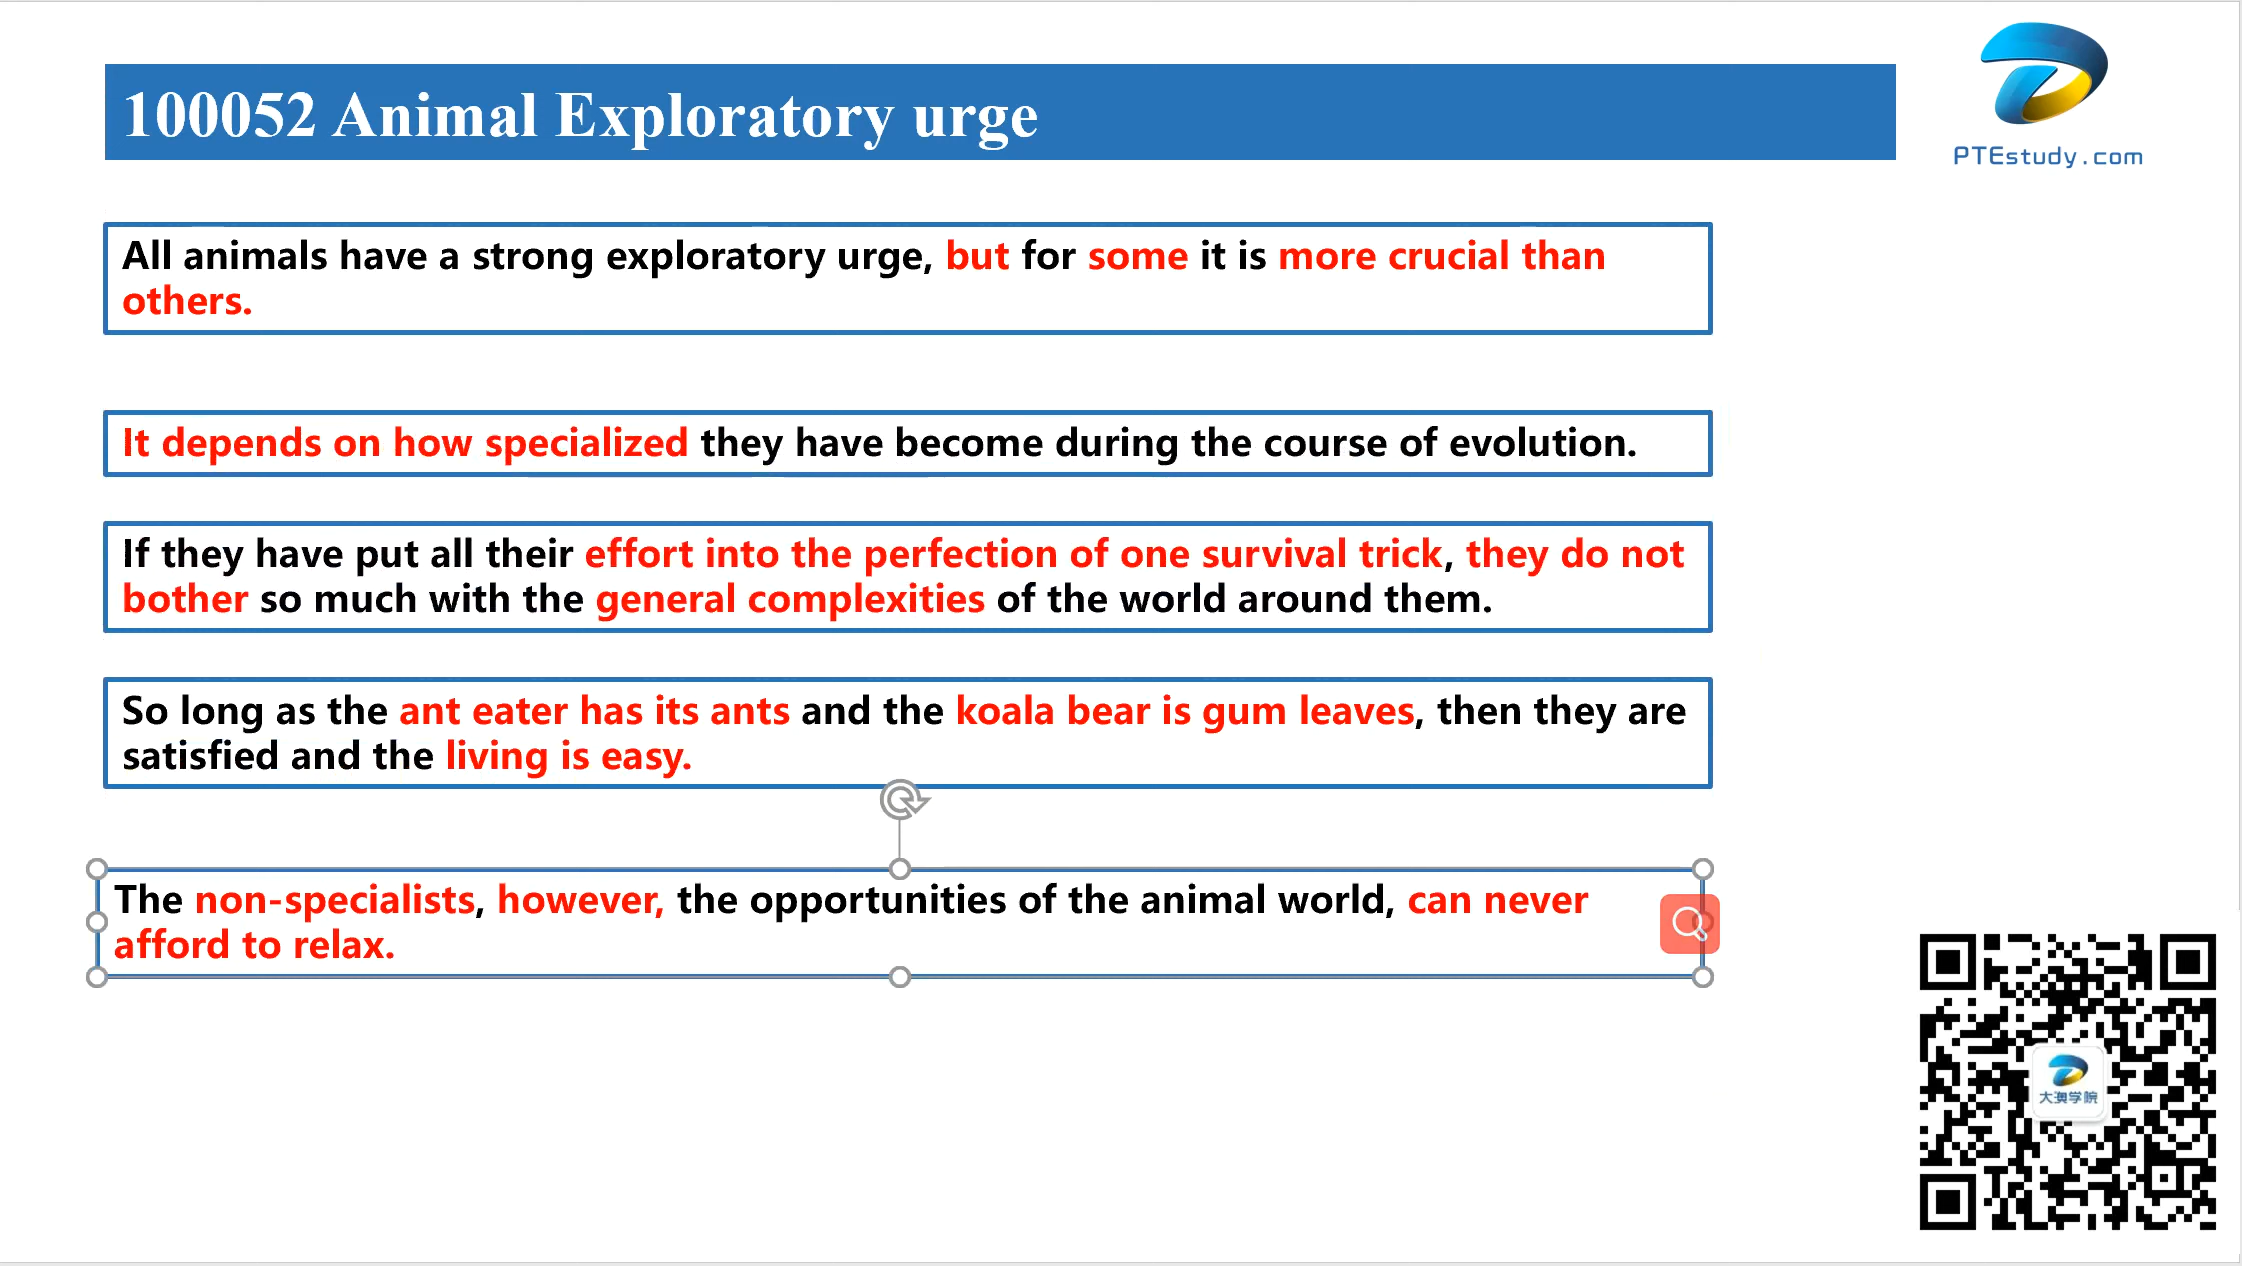 100052 Animal Exploratory urge
PTEstudy.com
All animals have a strong exploratory urge, but for some it is more crucial than
others.
It depends on how specialized they have become during the course of evolution.
If they have put all their effort into the perfection of one survival trick, they do not
bother so much with the general complexities of the world around them.
So long as the ant eater has its ants and the koala bear is gum leaves, then they are
satisfied and the living is easy.
The non-specialists, however, the opportunities of the animal world, can never
afford to relax.
大澳学院